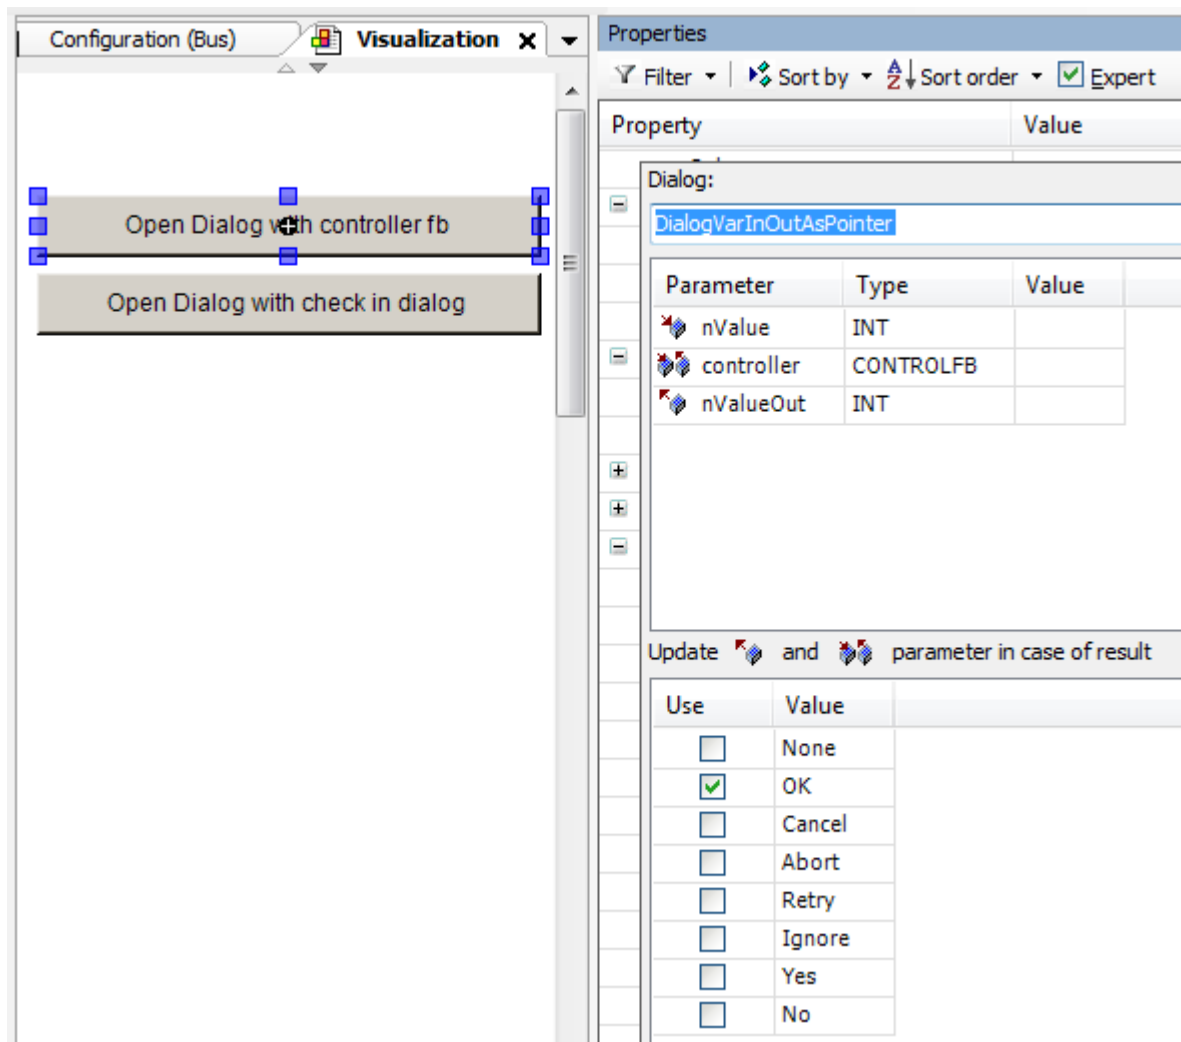 Configuration (Bus)
Visualization
Open Dialog with controller fb
Open Dialog with check in dialog
Properties
Filter Sort by Sort order Expert
Property Value
Dialog:
DialogVarInOutAsPointer
Parameter Type Value
nValue INT
controller CONTROLFB
nValueOut INT
Update and parameter in case of result
Use Value
None
OK
Cancel
Abort
Retry
Ignore
Yes
No